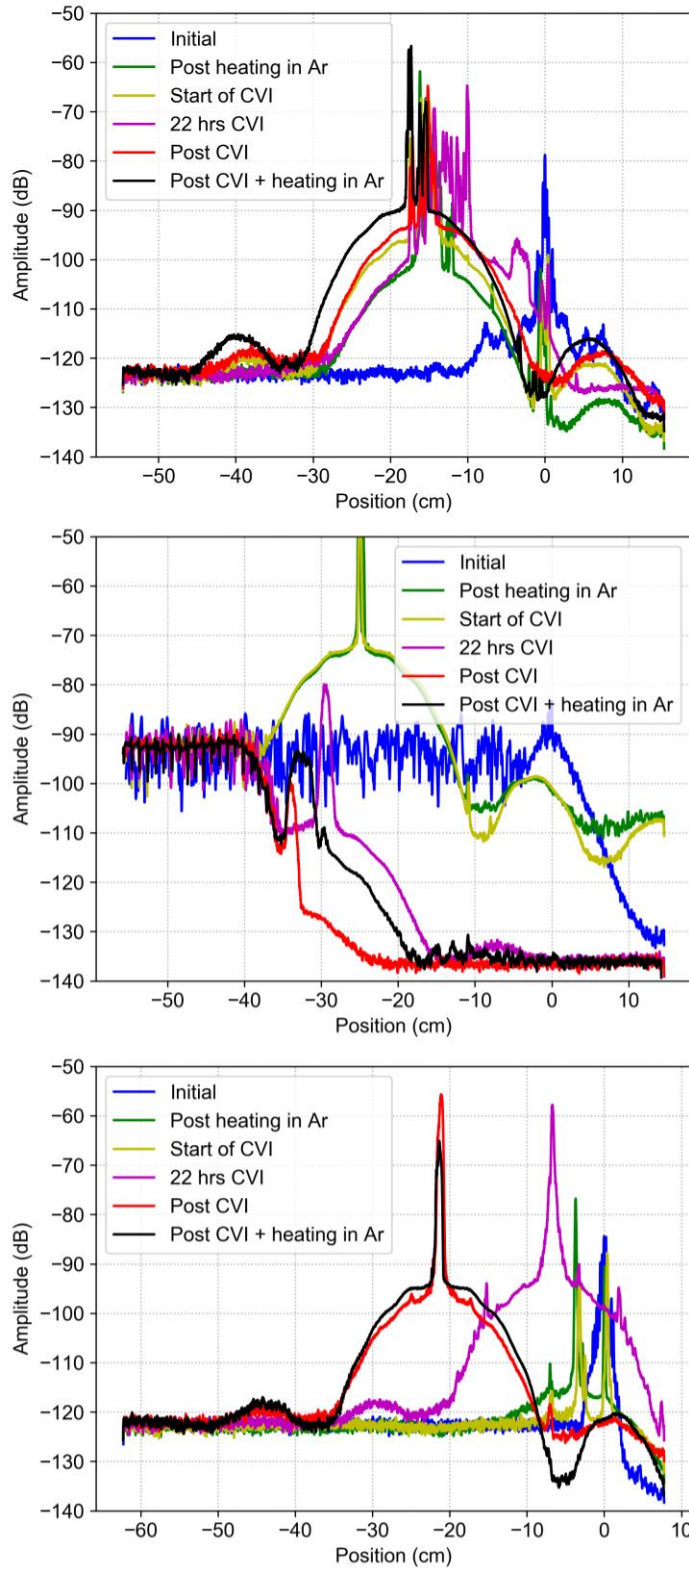 −50
−60
−70
−80
−90
−100
−110
−120
−130
−140
Amplitude (dB)
Initial
Post heating in Ar
Start of CVI
22 hrs CVI
Post CVI
Post CVI + heating in Ar
−50 −40 −30 −20 −10 0 10
Position (cm)
−50
−60
−70
−80
−90
−100
−110
−120
−130
−140
Amplitude (dB)
Initial
Post heating in Ar
Start of CVI
22 hrs CVI
Post CVI
Post CVI + heating in Ar
−50 −40 −30 −20 −10 0 10
Position (cm)
−50
−60
−70
−80
−90
−100
−110
−120
−130
−140
Amplitude (dB)
Initial
Post heating in Ar
Start of CVI
22 hrs CVI
Post CVI
Post CVI + heating in Ar
−60 −50 −40 −30 −20 −10 0 10
Position (cm)